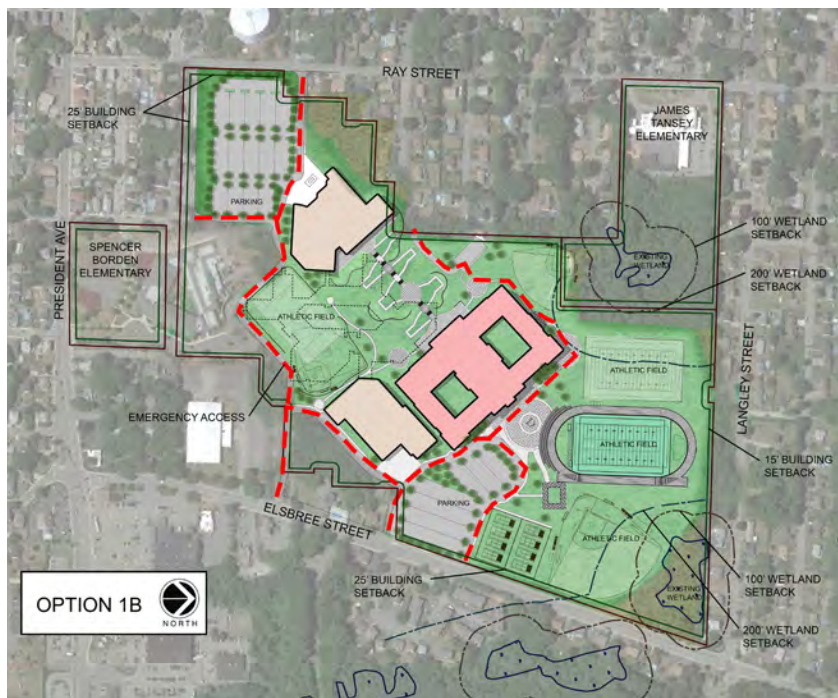 RAY STREET
25' BUILDING
SETBACK
JAMES
TANSEY
ELEMENTARY
PARKING
100' WETLAND
SETBACK
PRESIDENT AVE
SPENCER
BORDEN
ELEMENTARY
EXISTING
WETLAND
200' WETLAND
SETBACK
ATHLETIC FIELD
LANGLEY STREET
ATHLETIC FIELD
EMERGENCY ACCESS
ATHLETIC FIELD
15' BUILDING
SETBACK
PARKING
ELSBREE STREET
ATHLETIC FIELD
25' BUILDING
SETBACK
EXISTING
WETLAND
100' WETLAND
SETBACK
200' WETLAND
SETBACK
OPTION 1B
NORTH